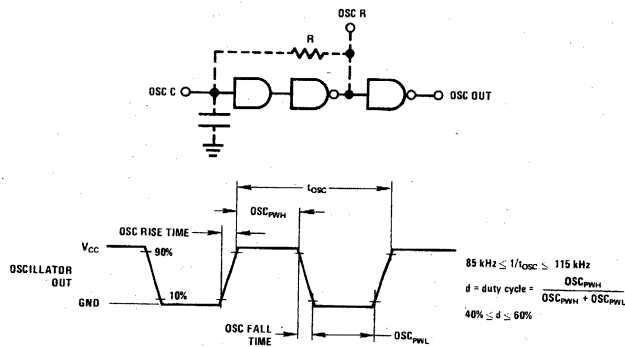 OSC R
R
OSC C
OSC OUT
tOSC
OSCPWH
OSC RISE TIME
VCC
90%
OSCILLATOR
OUT
10%
GND
OSC FALL
TIME
OSCPWL
85 kHz ≤ 1/tOSC ≤ 115 kHz
d = duty cycle = OSCPWH / OSCPWH + OSCPWL
40% ≤ d ≤ 60%